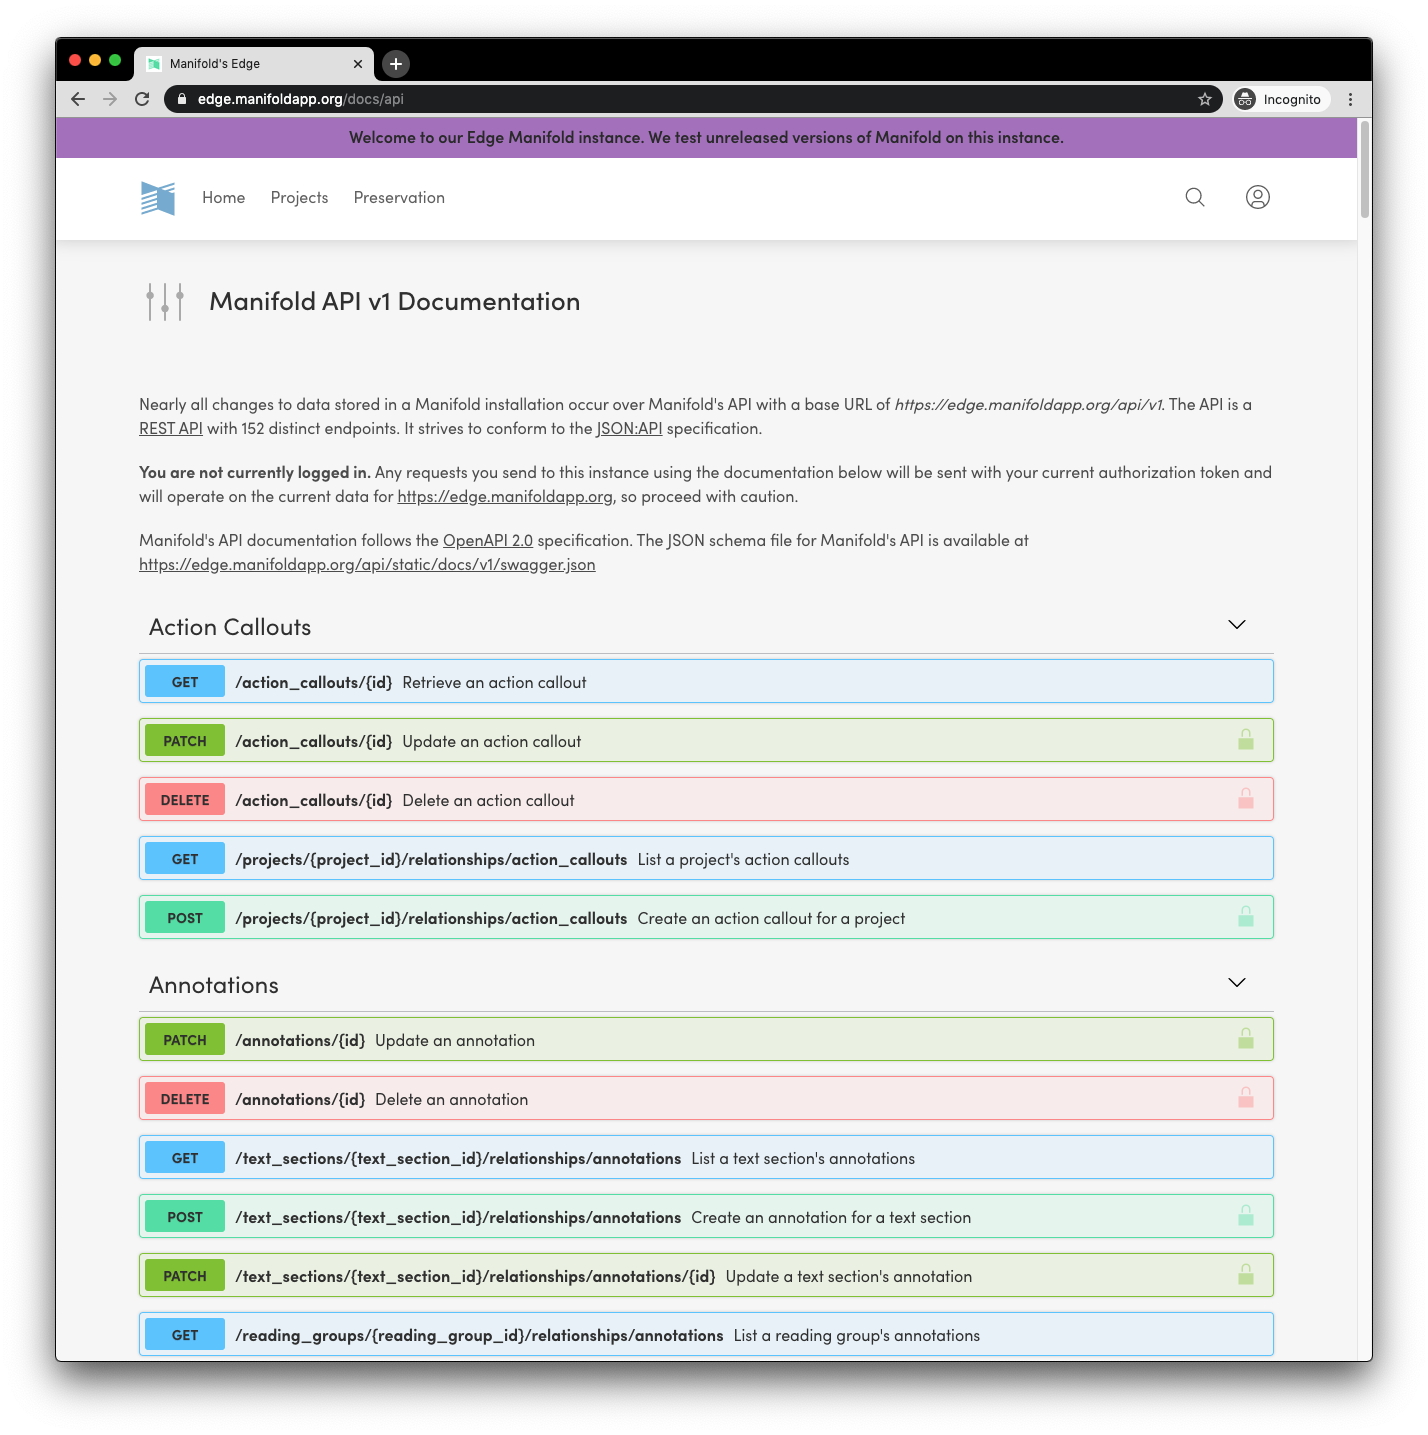 Manifold's Edge
edge.manifoldapp.org/docs/api
Incognito
Welcome to our Edge Manifold instance. We test unreleased versions of Manifold on this instance.
Home Projects Preservation
Manifold API v1 Documentation
Nearly all changes to data stored in a Manifold installation occur over Manifold's API with a base URL of https://edge.manifoldapp.org/api/v1. The API is a
REST API with 152 distinct endpoints. It strives to conform to the JSON:API specification.
You are not currently logged in. Any requests you send to this instance using the documentation below will be sent with your current authorization token and
will operate on the current data for https://edge.manifoldapp.org, so proceed with caution.
Manifold's API documentation follows the OpenAPI 2.0 specification. The JSON schema file for Manifold's API is available at
https://edge.manifoldapp.org/api/static/docs/v1/swagger.json
Action Callouts
GET /action_callouts/{id} Retrieve an action callout
PATCH /action_callouts/{id} Update an action callout
DELETE /action_callouts/{id} Delete an action callout
GET /projects/{project_id}/relationships/action_callouts List a project's action callouts
POST /projects/{project_id}/relationships/action_callouts Create an action callout for a project
Annotations
PATCH /annotations/{id} Update an annotation
DELETE /annotations/{id} Delete an annotation
GET /text_sections/{text_section_id}/relationships/annotations List a text section's annotations
POST /text_sections/{text_section_id}/relationships/annotations Create an annotation for a text section
PATCH /text_sections/{text_section_id}/relationships/annotations/{id} Update a text section's annotation
GET /reading_groups/{reading_group_id}/relationships/annotations List a reading group's annotations